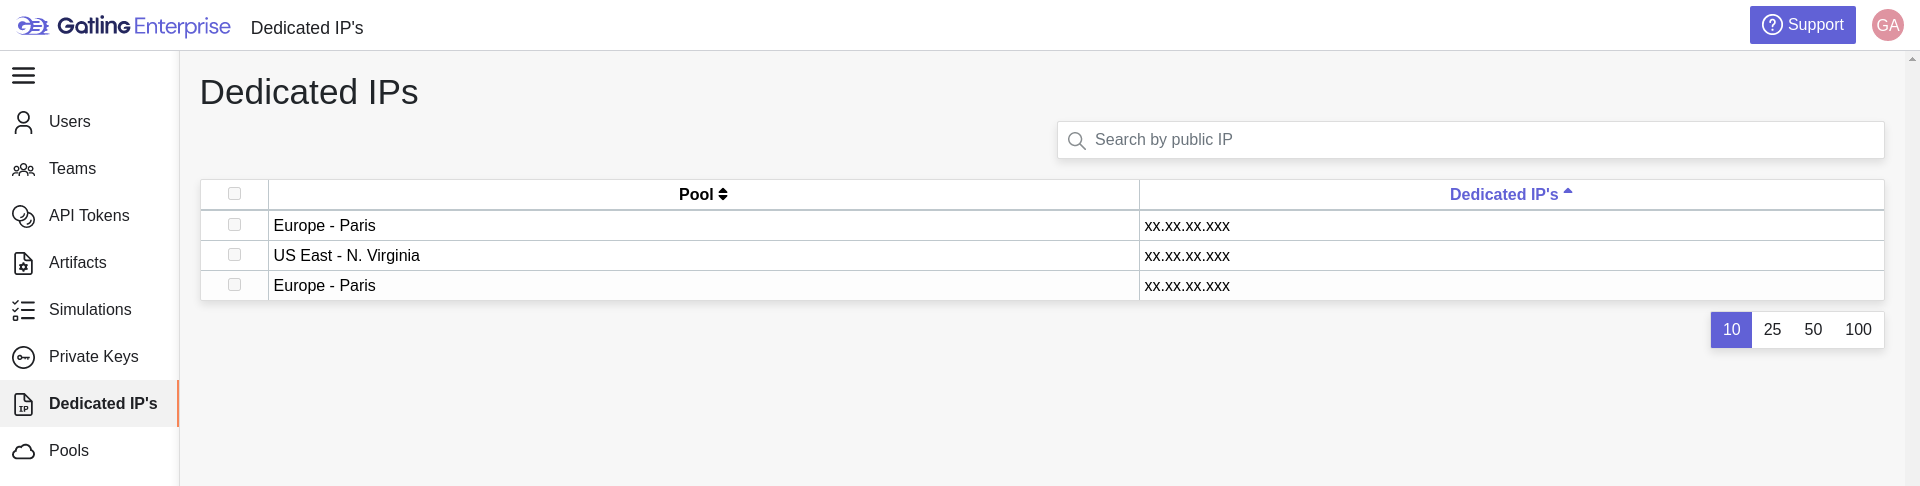 Gatling Enterprise Dedicated IP's
Support GA
Dedicated IPs
Users
Teams
API Tokens
Artifacts
Simulations
Private Keys
IP Dedicated IP's
Pools
Search by public IP
Pool Dedicated IP's
Europe - Paris xx.xx.xx.xxx
US East - N. Virginia xx.xx.xx.xxx
Europe - Paris xx.xx.xx.xxx
10 25 50 100